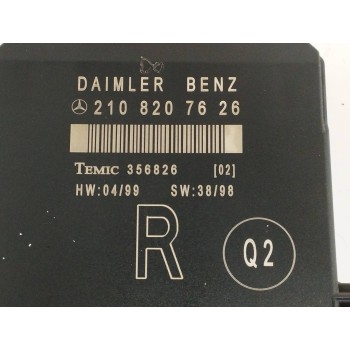 DAIMLER BENZ
210 820 76 26
TEMIC 356826 [02]
HW:04/99 SW:38/98
R
Q2